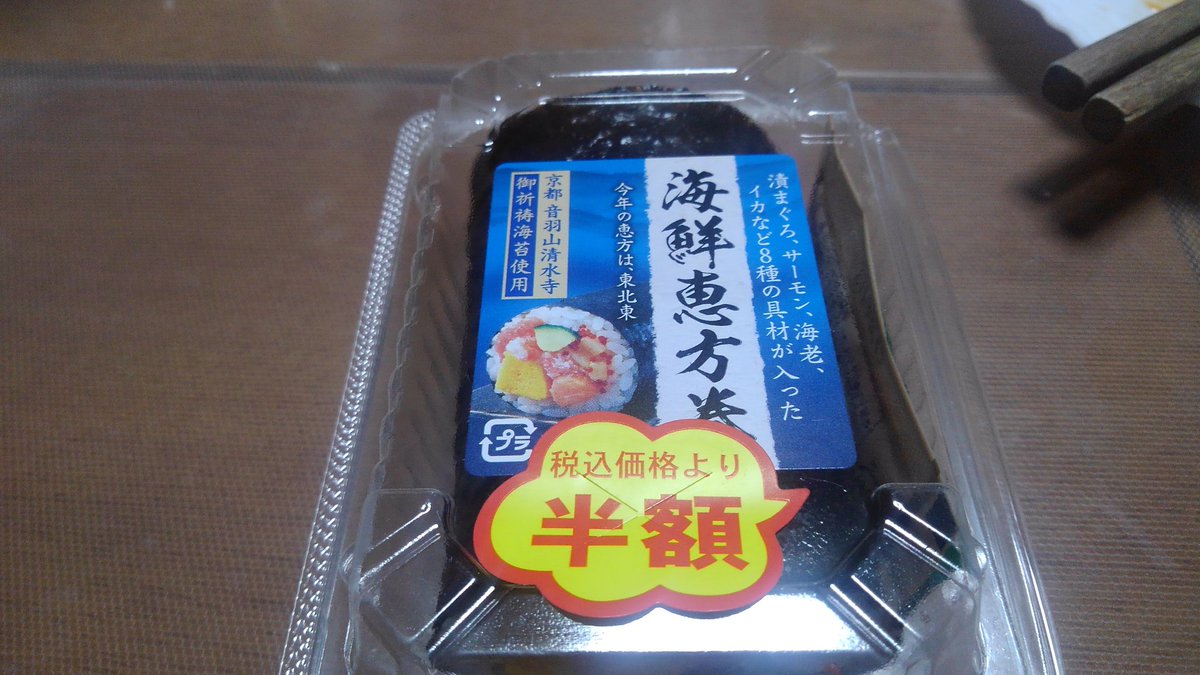 漬まぐろ、サーモン、海老、
イカなど8種の具材が入った
海鮮恵方巻
今年の恵方は、東北東
京都 音羽山清水寺
御祈祷海苔使用
プラ
税込価格より
半額